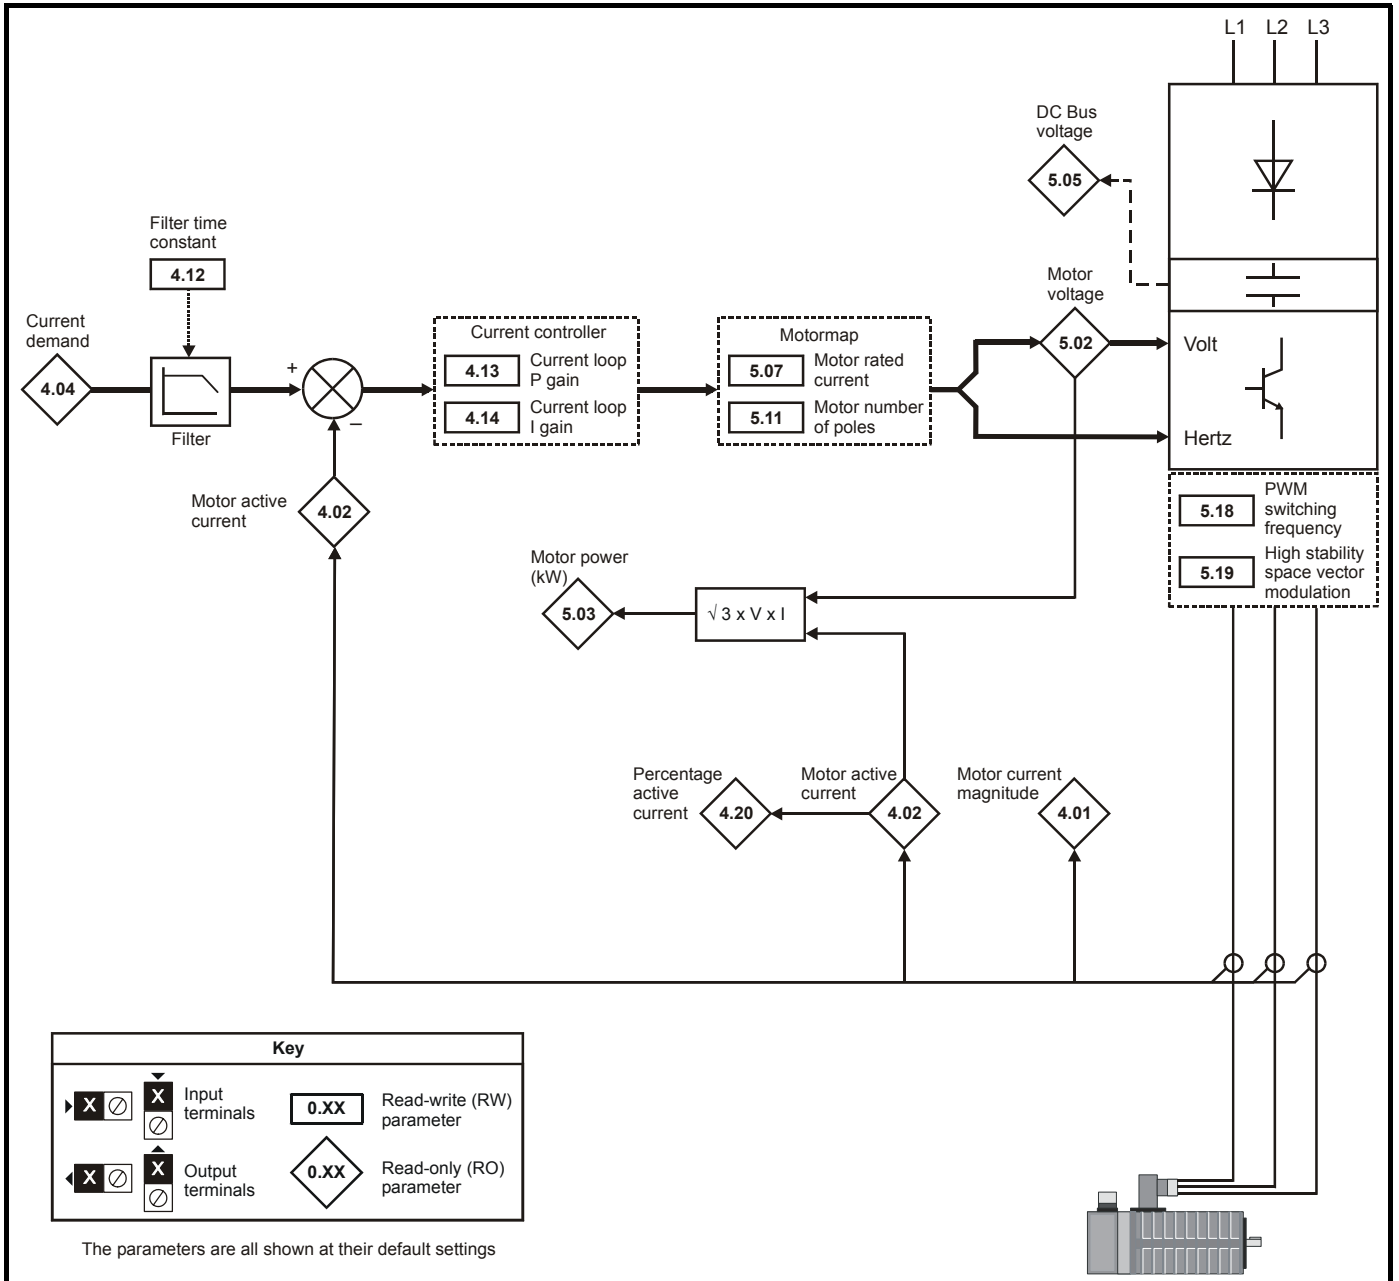 L1 L2 L3
DC Bus
voltage
5.05
Filter time
constant
4.12
Motor
voltage
5.02
Current
demand
4.04
Filter
+
–
Current controller
4.13
Current loop
P gain
4.14
Current loop
I gain
Motormap
5.07
Motor rated
current
5.11
Motor number
of poles
Volt
Hertz
Motor active
current
4.02
5.18
PWM
switching
frequency
5.19
High stability
space vector
modulation
Motor power
(kW)
5.03
√ 3 x V x I
Percentage
active
current
4.20
Motor active
current
4.02
Motor current
magnitude
4.01
Key
X
X
Input
terminals
0.XX
Read-write (RW)
parameter
X
X
Output
terminals
0.XX
Read-only (RO)
parameter
The parameters are all shown at their default settings